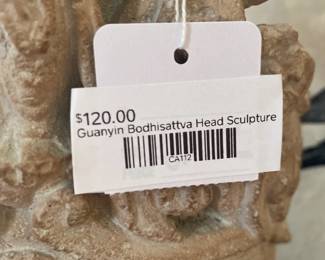 $120.00
Guanyin Bodhisattva Head Sculpture
CA112